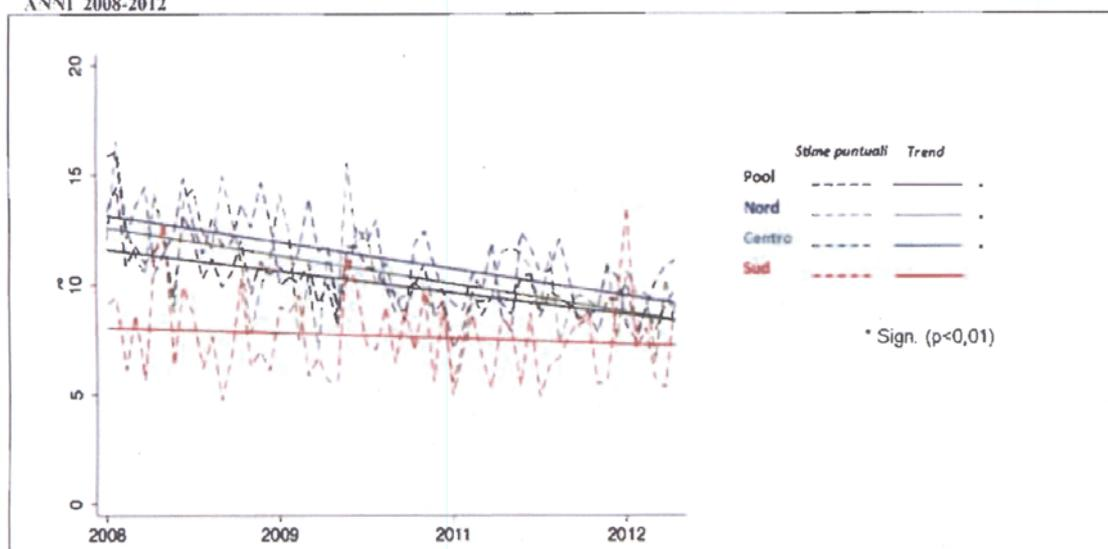 ANNI 2008-2012
20
15
10
5
0
%
2008
2009
2011
2012
Stime puntuali Trend
Pool
Nord
Centro
Sud
* Sign. (p<0,01)